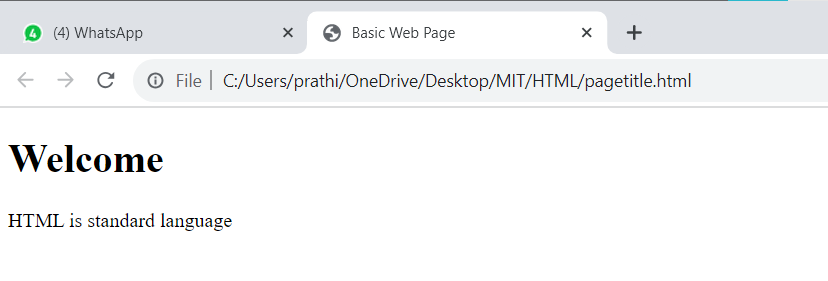 4 (4) WhatsApp Basic Web Page
File C:/Users/prathi/OneDrive/Desktop/MIT/HTML/pagetitle.html
Welcome
HTML is standard language